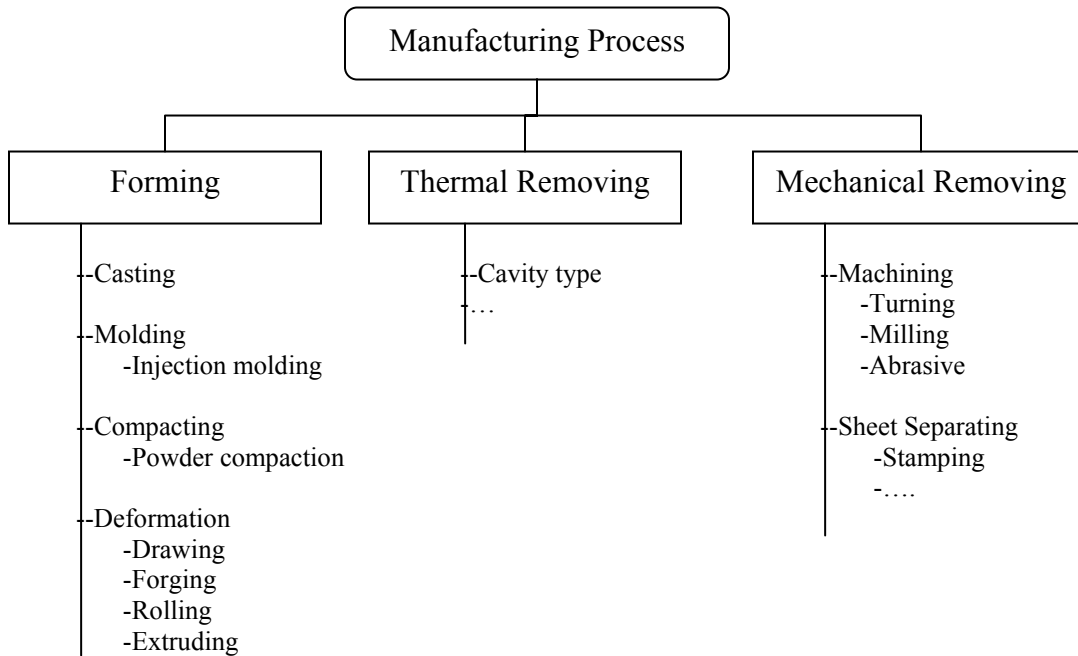 Manufacturing Process
Forming
--Casting
--Molding
-Injection molding
--Compacting
-Powder compaction
--Deformation
-Drawing
-Forging
-Rolling
-Extruding
Thermal Removing
--Cavity type
-…
Mechanical Removing
--Machining
-Turning
-Milling
-Abrasive
--Sheet Separating
-Stamping
-….